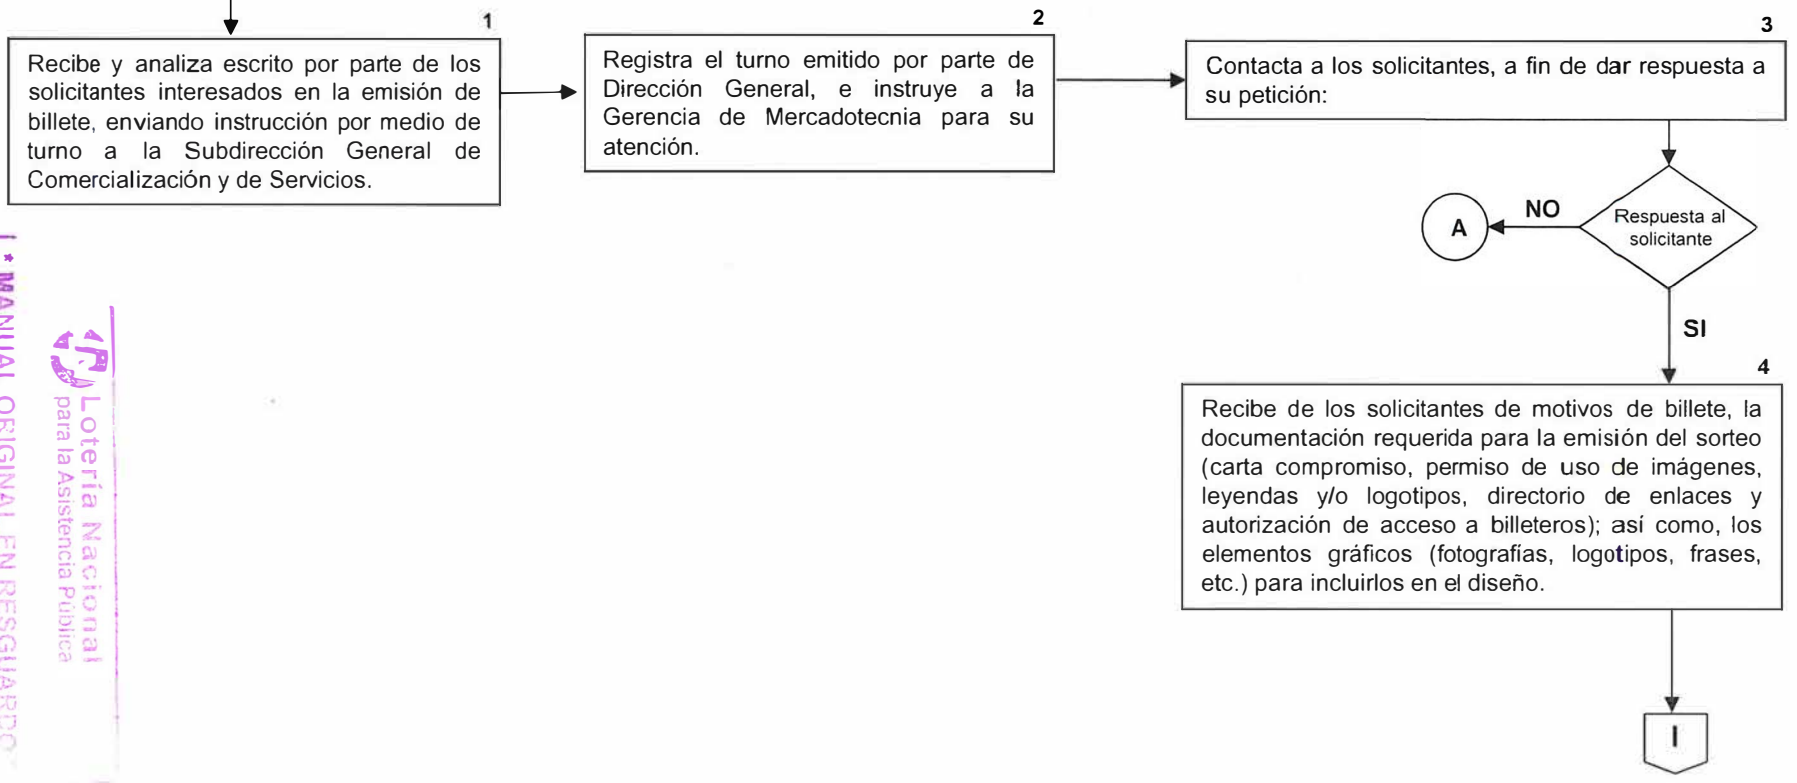 1
Recibe y analiza escrito por parte de los
solicitantes interesados en la emisión de
billete, enviando instrucción por medio de
turno a la Subdirección General de
Comercialización y de Servicios.
2
Registra el turno emitido por parte de
Dirección General, e instruye a la
Gerencia de Mercadotecnia para su
atención.
3
Contacta a los solicitantes, a fin de dar respuesta a
su petición:
Respuesta al
solicitante
NO
A
SI
4
Recibe de los solicitantes de motivos de billete, la
documentación requerida para la emisión del sorteo
(carta compromiso, permiso de uso de imágenes,
leyendas y/o logotipos, directorio de enlaces y
autorización de acceso a billeteros); así como, los
elementos gráficos (fotografías, logotipos, frases,
etc.) para incluirlos en el diseño.
I
Lotería Nacional
para la Asistencia Pública
* MANUAL ORIGINAL EN RESGUARDO